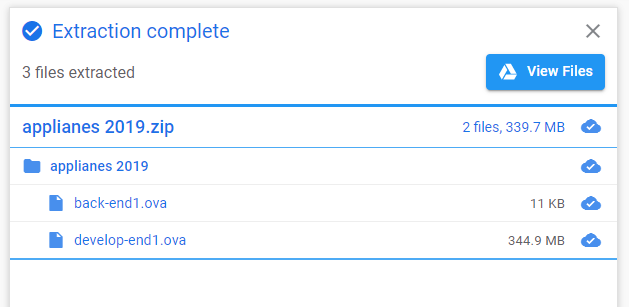 Extraction complete
3 files extracted
View Files
applianes 2019.zip 2 files, 339.7 MB
applianes 2019
back-end1.ova 11 KB
develop-end1.ova 344.9 MB